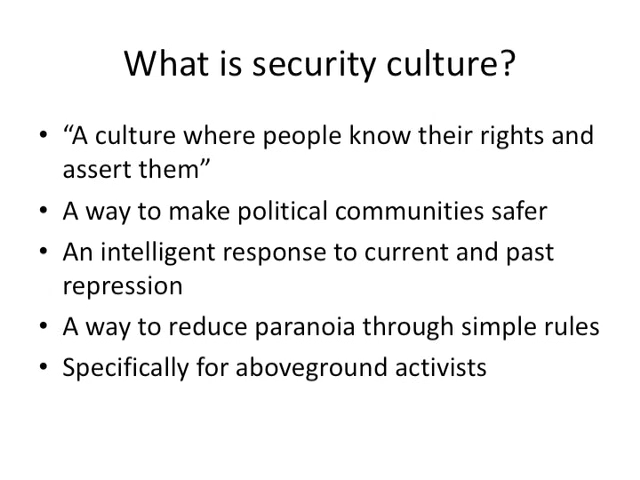 What is security culture?
• “A culture where people know their rights and
assert them”
• A way to make political communities safer
• An intelligent response to current and past
repression
• A way to reduce paranoia through simple rules
• Specifically for aboveground activists